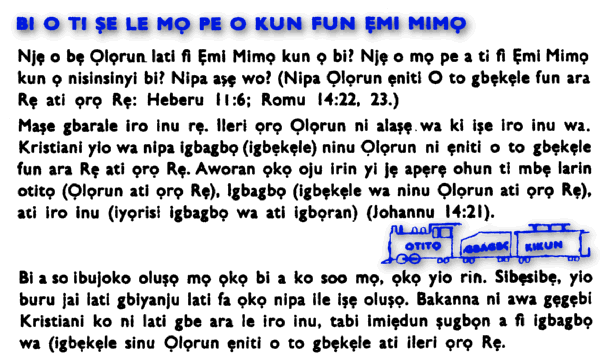 BI O TI ṢE LE MỌ PE O KUN FUN ẸMI MIMỌ
Njẹ o bẹ Ọlọrun lati fi Ẹmi Mimọ kun ọ bi? Njẹ o mọ pe a ti fi Ẹmi Mimọ
kun ọ nisinsinyi bi? Nipa aṣẹ wo? (Nipa Ọlọrun ẹniti O to gbẹkẹle fun ara
Rẹ ati ọrọ Rẹ: Heberu 11:6; Romu 14:22, 23.)
Maṣe gbarale iro inu rẹ. Ileri ọrọ Ọlọrun ni alaṣẹ wa ki iṣe iro inu wa.
Kristiani yio wa nipa igbagbọ (igbẹkẹle) ninu Ọlọrun ni ẹniti o to gbẹkẹle
fun ara Rẹ ati ọrọ Rẹ. Aworan ọkọ oju irin yi jẹ apẹrẹ ohun ti mbẹ larin
otitọ (Ọlọrun ati ọrọ Rẹ), Igbagbọ (igbẹkẹle wa ninu Ọlọrun ati ọrọ Rẹ),
ati iro inu (iyọrisi igbagbọ wa ati igbọran) (Johannu 14:21).
OTITỌ GBAGBỌ KIKUN
Bi a so ibujoko oluṣọ mọ ọkọ bi a ko soo mọ, ọkọ yio rin. Sibẹsibẹ, yio
buru jai lati gbiyanju lati fa ọkọ nipa ile iṣẹ oluṣọ. Bakanna ni awa gẹgẹbi
Kristiani ko ni lati gbe ara le iro inu, tabi imiẹdun ṣugbọn a fi igbagbọ
wa (igbẹkẹle sinu Ọlọrun ẹniti o to gbẹkẹle ati ileri ọrọ Rẹ.